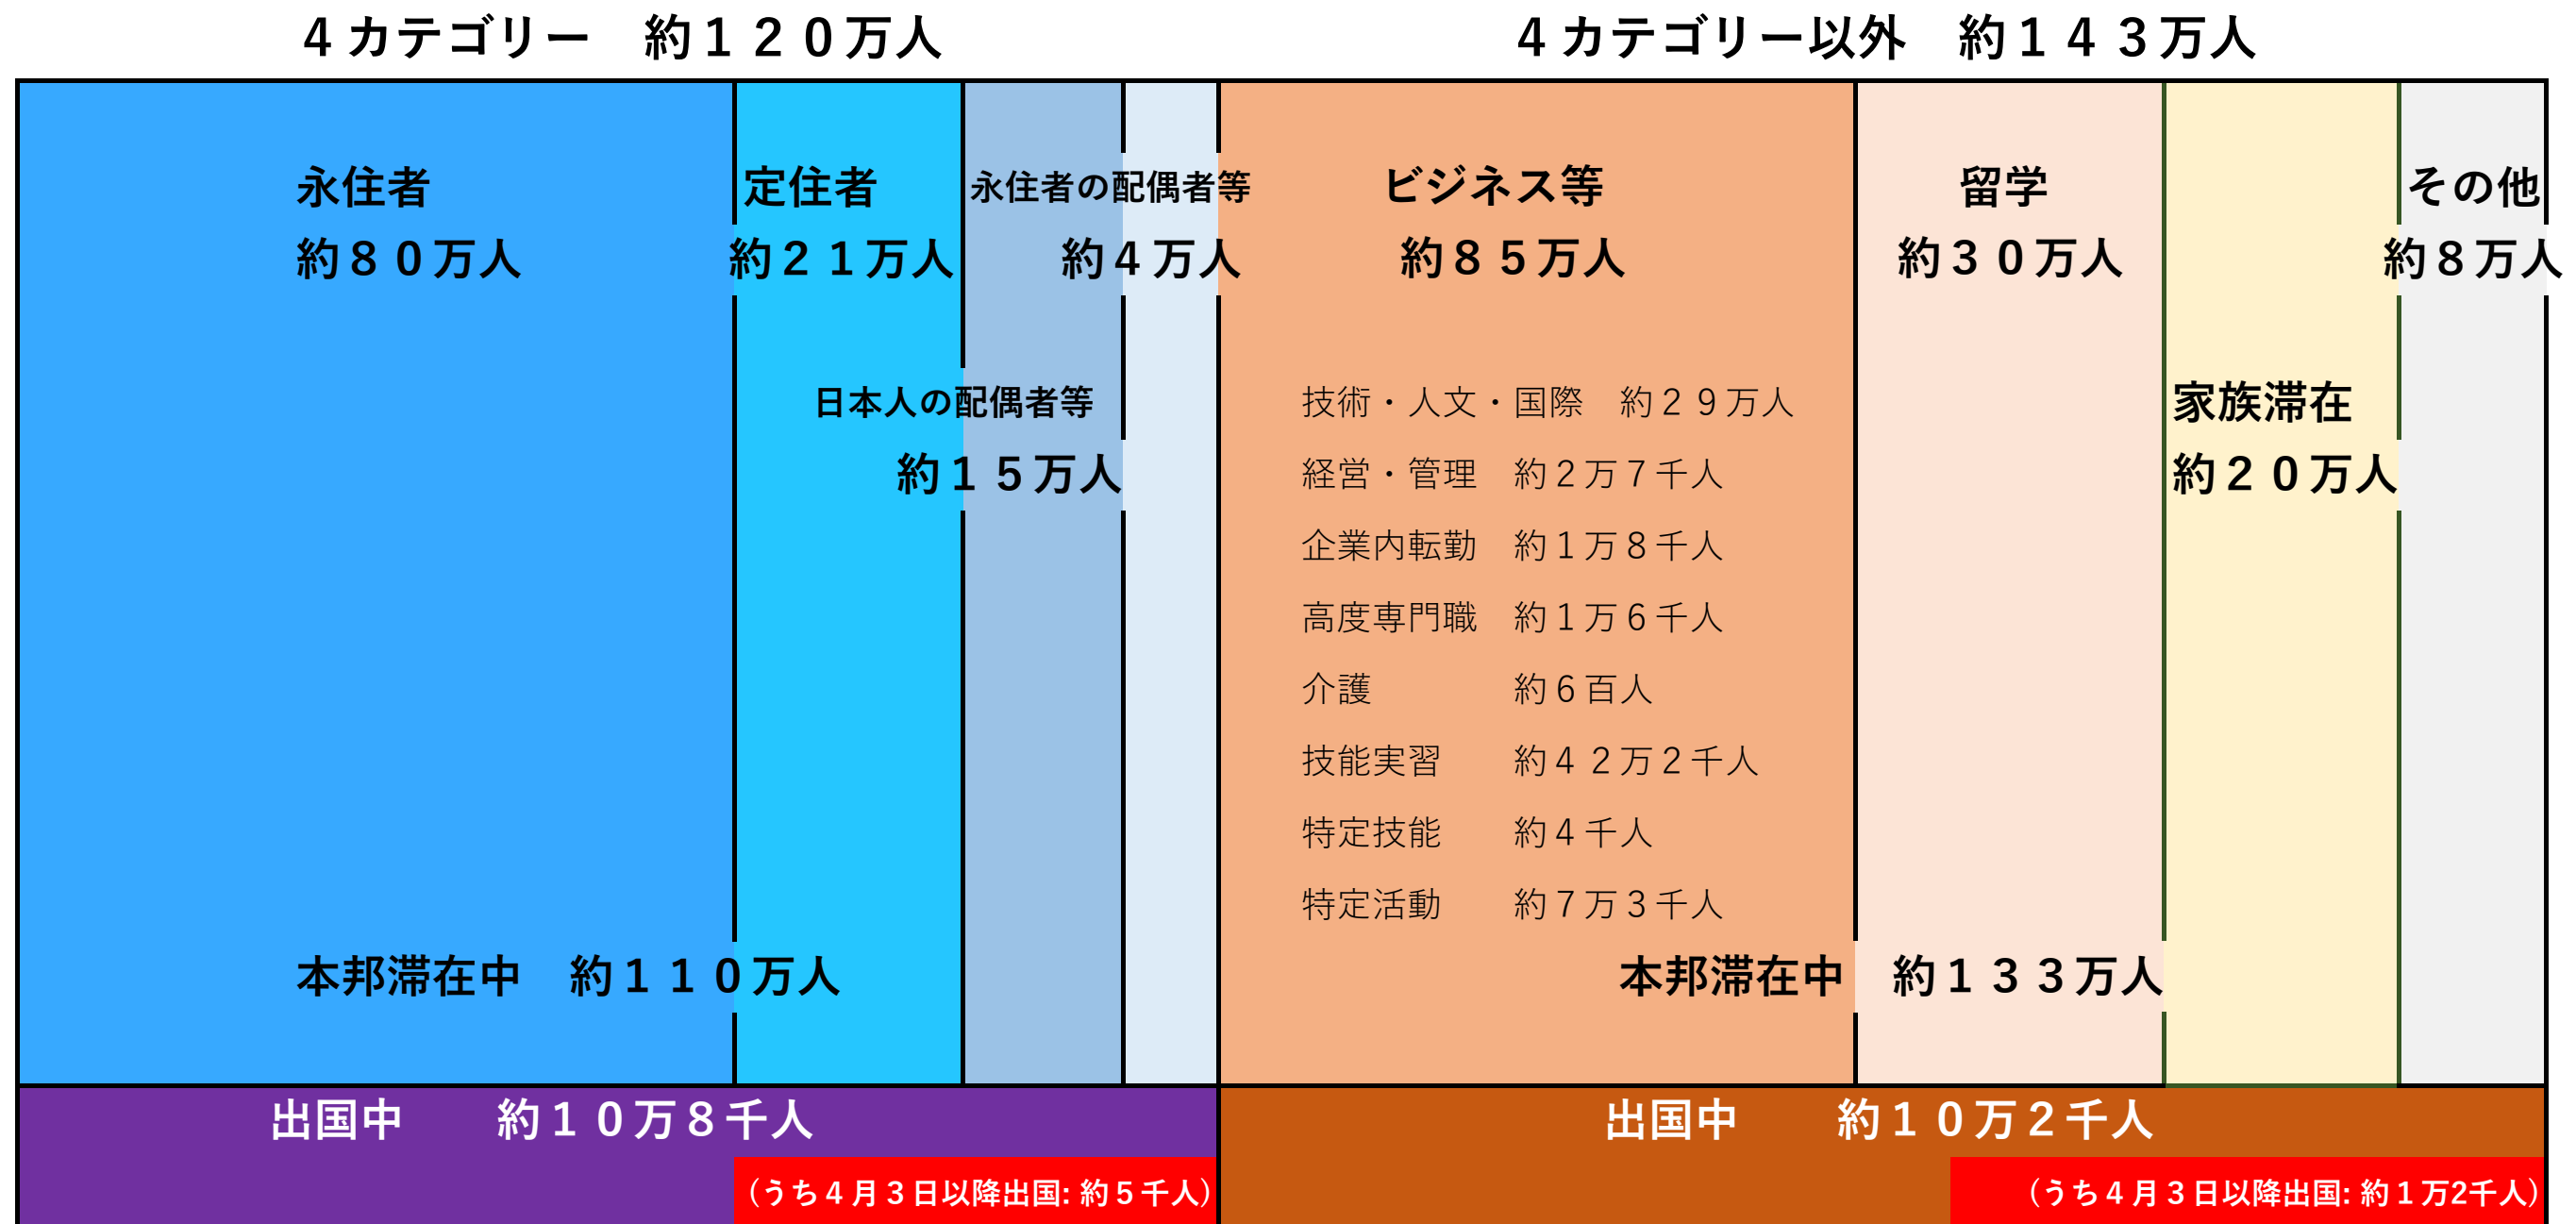 ４カテゴリー　約１２０万人
４カテゴリー以外　約１４３万人
永住者
約８０万人
定住者
約２１万人
永住者の配偶者等
約４万人
日本人の配偶者等
約１５万人
ビジネス等
約８５万人
技術・人文・国際　約２９万人
経営・管理　約２万７千人
企業内転勤　約１万８千人
高度専門職　約１万６千人
介護　　　　約６百人
技能実習　　約４２万２千人
特定技能　　約４千人
特定活動　　約７万３千人
留学
約３０万人
家族滞在
約２０万人
その他
約８万人
本邦滞在中　約１１０万人
本邦滞在中　約１３３万人
出国中　　約１０万８千人
（うち４月３日以降出国: 約５千人）
出国中　　約１０万２千人
（うち４月３日以降出国: 約１万2千人）